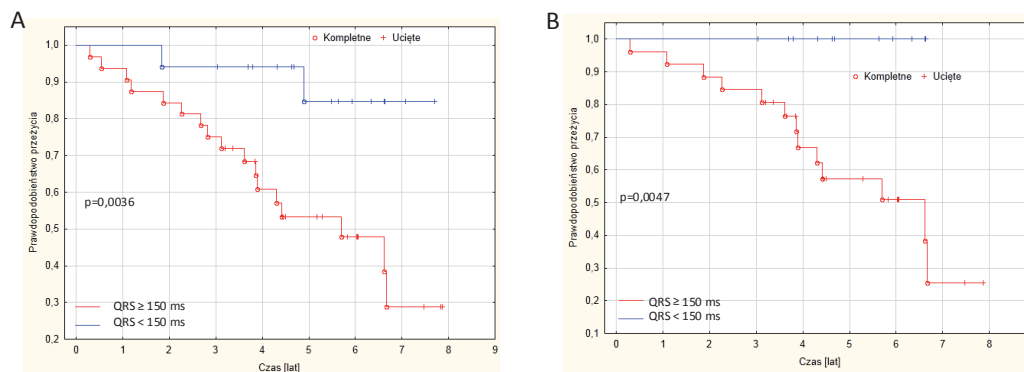 A
Kompletne
Ucięte
Prawdopodobieństwo przeżycia
1,0
0,9
0,8
0,7
0,6
0,5
0,4
0,3
0,2
p=0,0036
QRS ≥ 150 ms
QRS < 150 ms
0 1 2 3 4 5 6 7 8 9
Czas [lat]
B
Kompletne
Ucięte
Prawdopodobieństwo przeżycia
1,0
0,9
0,8
0,7
0,6
0,5
0,4
0,3
0,2
0,1
p=0,0047
QRS ≥ 150 ms
QRS < 150 ms
0 1 2 3 4 5 6 7 8 9
Czas [lat]